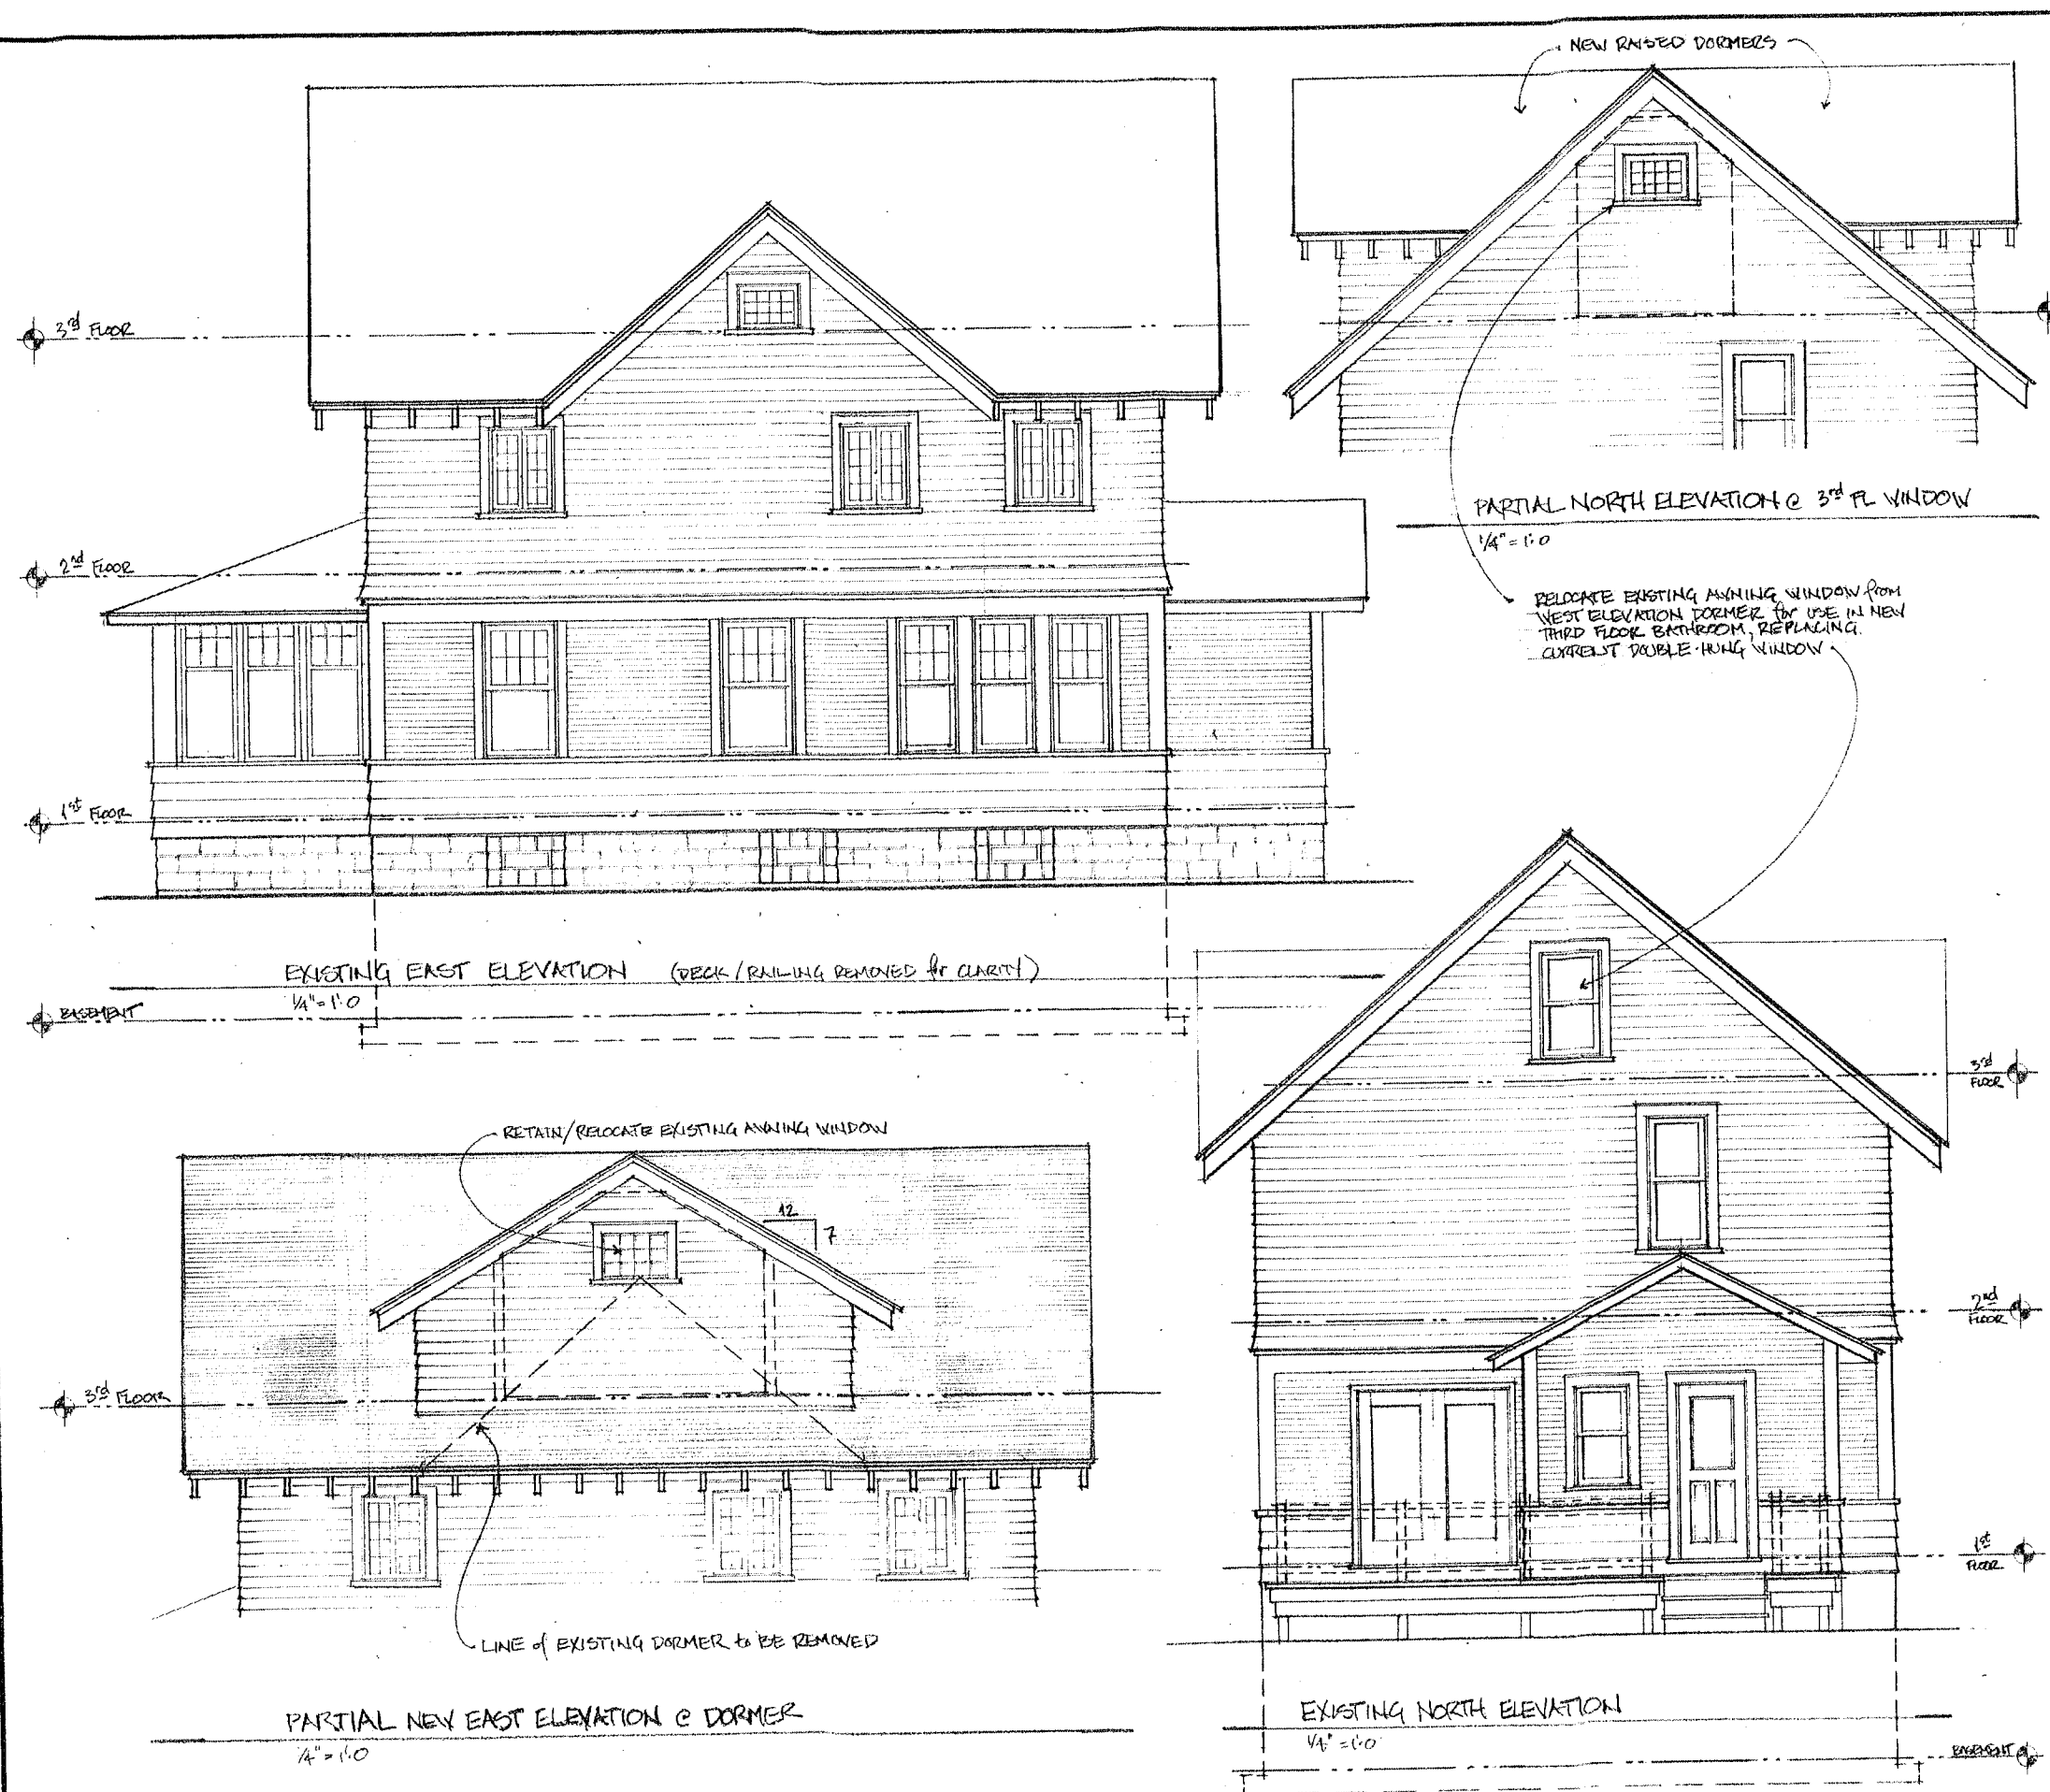 NEW RAISED DORMERS
3rd FLOOR
2nd FLOOR
1st FLOOR
PARTIAL NORTH ELEVATION @ 3rd FL WINDOW
1/4" = 1'.0
RELOCATE EXISTING AWNING WINDOW from
WEST ELEVATION DORMER for USE IN NEW
THIRD FLOOR BATHROOM, REPLACING
CURRENT DOUBLE-HUNG WINDOW
EXISTING EAST ELEVATION (DECK/RAILING REMOVED for CLARITY)
1/4" = 1'.0
BASEMENT
RETAIN/RELOCATE EXISTING AWNING WINDOW
12
7
3rd FLOOR
LINE of EXISTING DORMER to BE REMOVED
PARTIAL NEW EAST ELEVATION @ DORMER
1/4" = 1'.0
3rd
FLOOR
2nd
FLOOR
1st
FLOOR
EXISTING NORTH ELEVATION
1/4" = 1'.0
BASEMENT